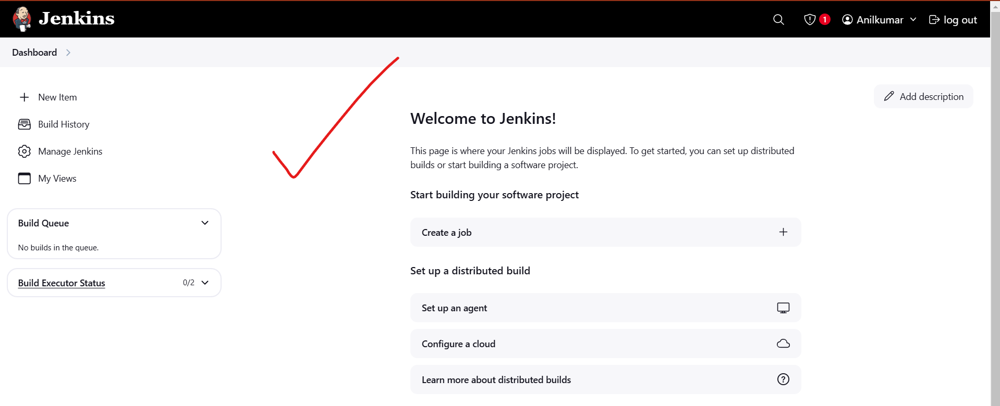 Jenkins
1
Anilkumar
log out
Dashboard
New Item
Build History
Manage Jenkins
My Views
Build Queue
No builds in the queue.
Build Executor Status
0/2
Add description
Welcome to Jenkins!
This page is where your Jenkins jobs will be displayed. To get started, you can set up distributed
builds or start building a software project.
Start building your software project
Create a job
Set up a distributed build
Set up an agent
Configure a cloud
Learn more about distributed builds